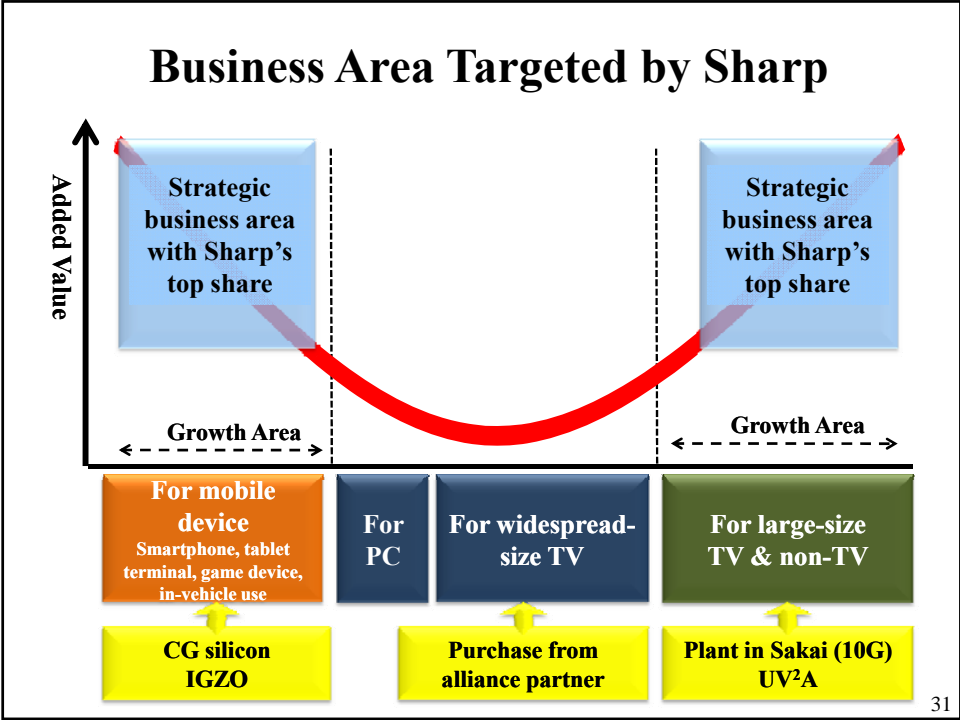 Business Area Targeted by Sharp
Added Value
Strategic
business area
with Sharp’s
top share
Strategic
business area
with Sharp’s
top share
Growth Area
Growth Area
For mobile
device
Smartphone, tablet
terminal, game device,
in-vehicle use
For
PC
For widespread-
size TV
For large-size
TV & non-TV
CG silicon
IGZO
Purchase from
alliance partner
Plant in Sakai (10G)
UV²A
31